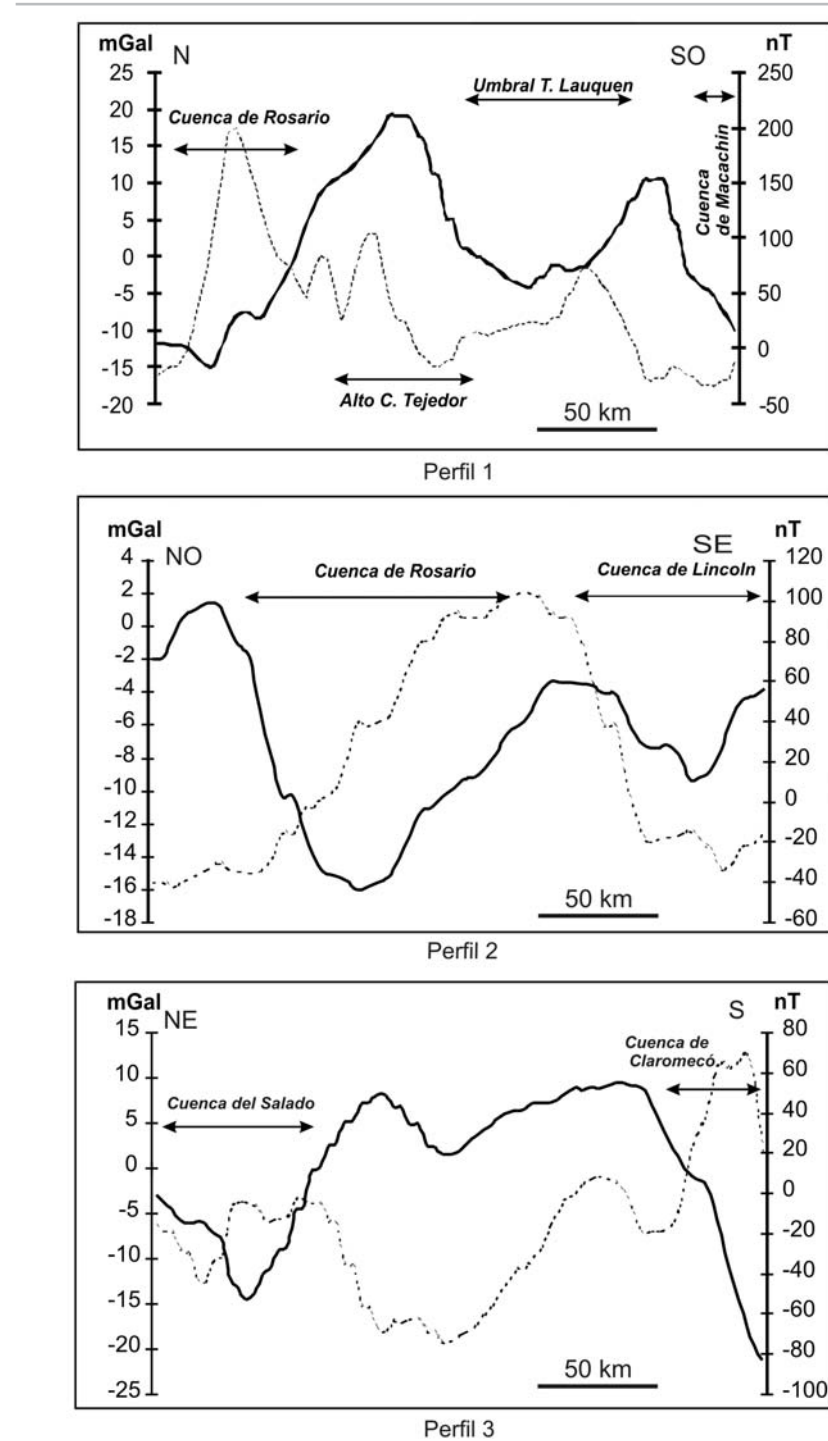 mGal N SO nT
25 250
Umbral T. Lauquen
20 200
Cuenca de Rosario
15 150
10 100
5 50
0 0
-5 -50
-10
-15
-20
Cuenca
de Macachin
Alto C. Tejedor
50 km
Perfil 1
mGal NO SE nT
4 120
Cuenca de Rosario Cuenca de Lincoln
2 100
0 80
-2 60
-4 40
-6 20
-8 0
-10 -20
-12 -40
-14 -60
-16
-18
50 km
Perfil 2
mGal NE S nT
15 80
Cuenca de
Claromecó
10 60
Cuenca del Salado
5 40
0 20
-5 0
-10 -20
-15 -40
-20 -60
-25 -80
-100
50 km
Perfil 3